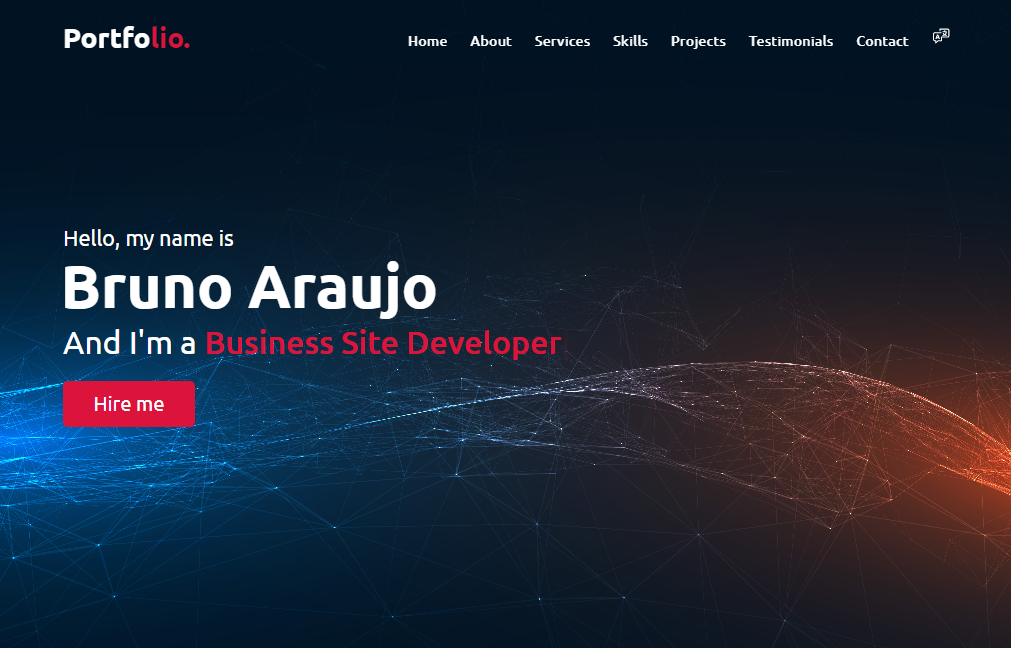 Portfolio.
Home About Services Skills Projects Testimonials Contact
Hello, my name is
Bruno Araujo
And I'm a Business Site Developer
Hire me